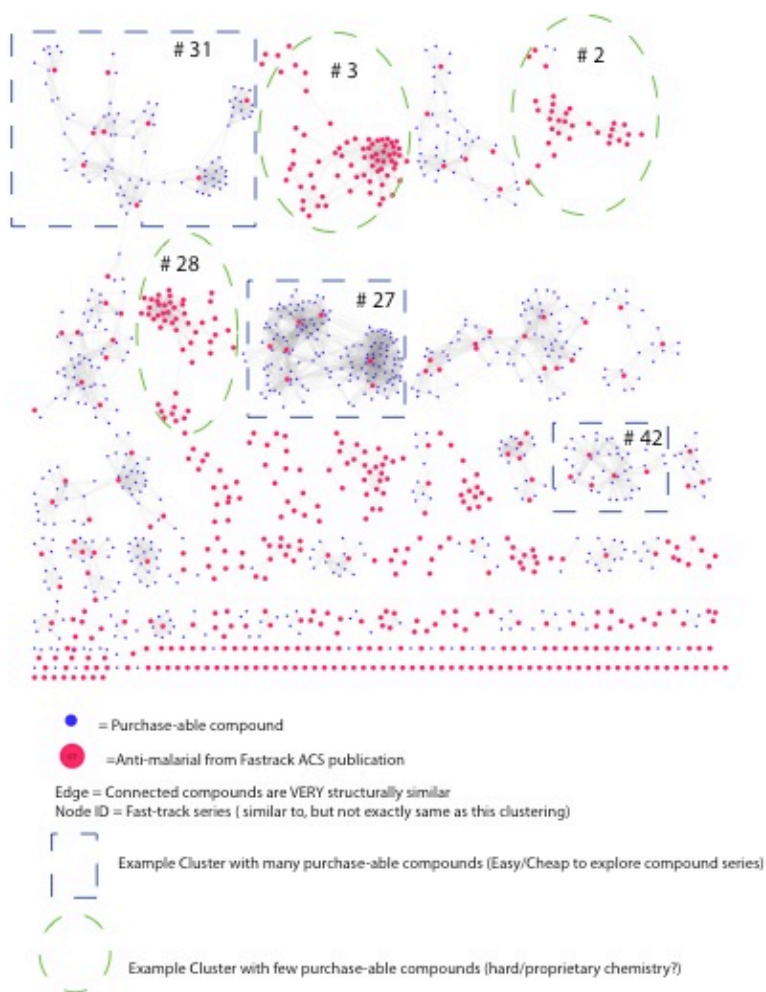 # 31
# 3
# 2
# 28
# 27
# 42
= Purchase-able compound
=Anti-malarial from Fastrack ACS publication
Edge = Connected compounds are VERY structurally similar
Node ID = Fast-track series ( similar to, but not exactly same as this clustering)
Example Cluster with many purchase-able compounds (Easy/Cheap to explore compound series)
Example Cluster with few purchase-able compounds (hard/proprietary chemistry?)